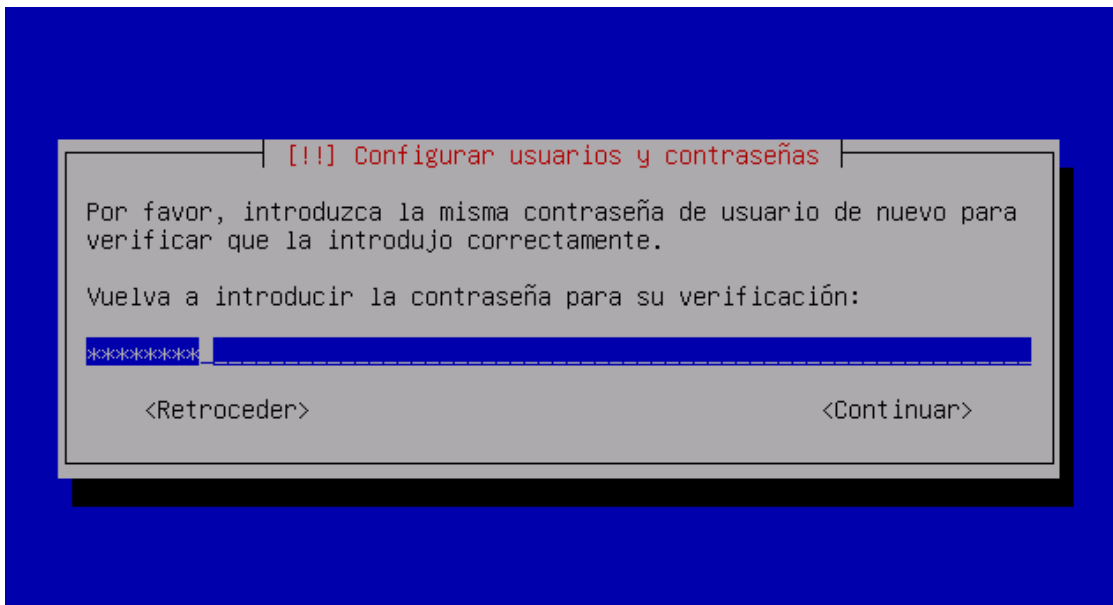 [!!] Configurar usuarios y contraseñas
Por favor, introduzca la misma contraseña de usuario de nuevo para
verificar que la introdujo correctamente.
Vuelva a introducir la contraseña para su verificación:
********
<Retroceder> <Continuar>